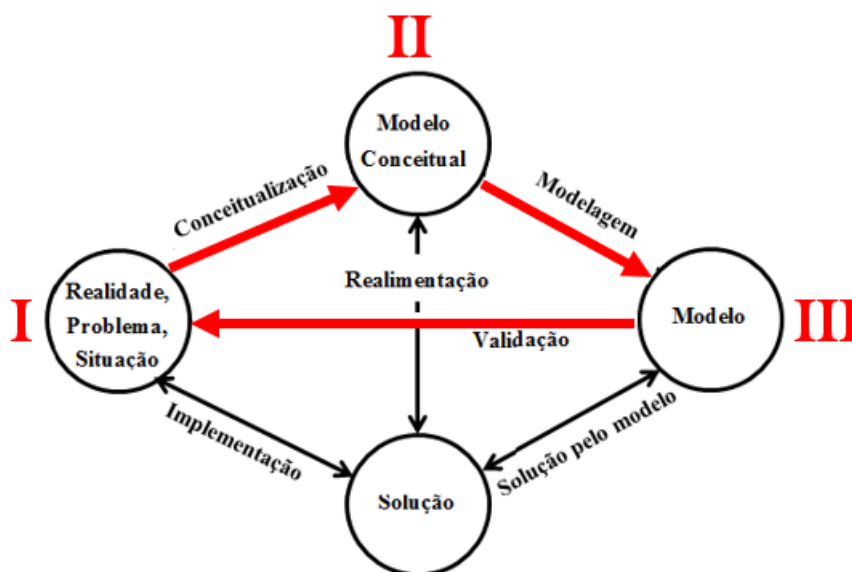 II
Modelo
Conceitual
Conceitualização
Modelagem
Realimentação
I
Realidade,
Problema,
Situação
Modelo
III
Validação
Implementação
Solução pelo modelo
Solução